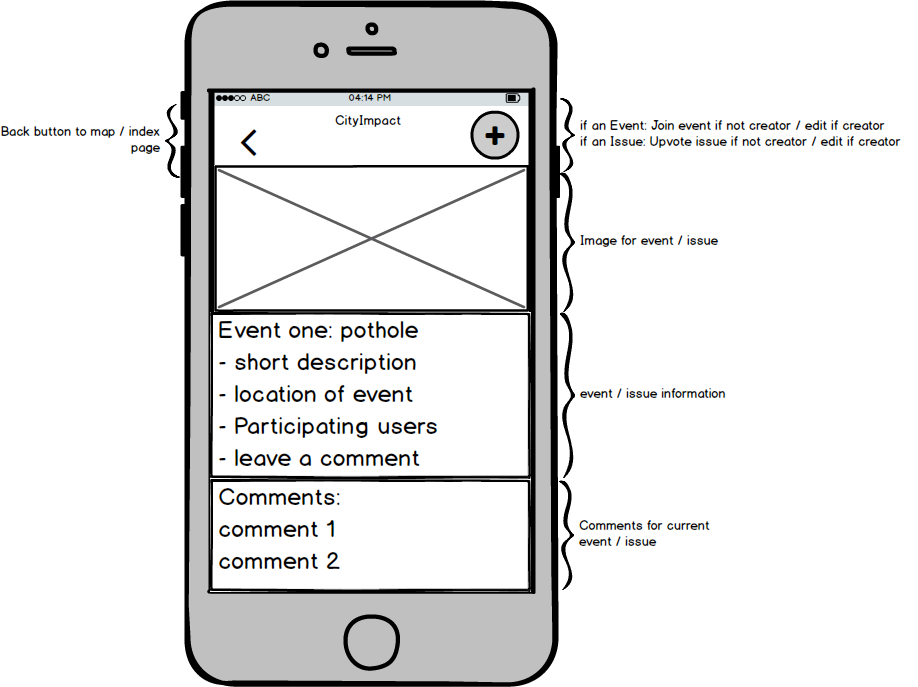 ABC 04:14 PM
CityImpact
Back button to map / index
page
if an Event: Join event if not creator / edit if creator
if an Issue: Upvote issue if not creator / edit if creator
Image for event / issue
Event one: pothole
- short description
- location of event
- Participating users
- leave a comment
event / issue information
Comments:
comment 1
comment 2
Comments for current
event / issue